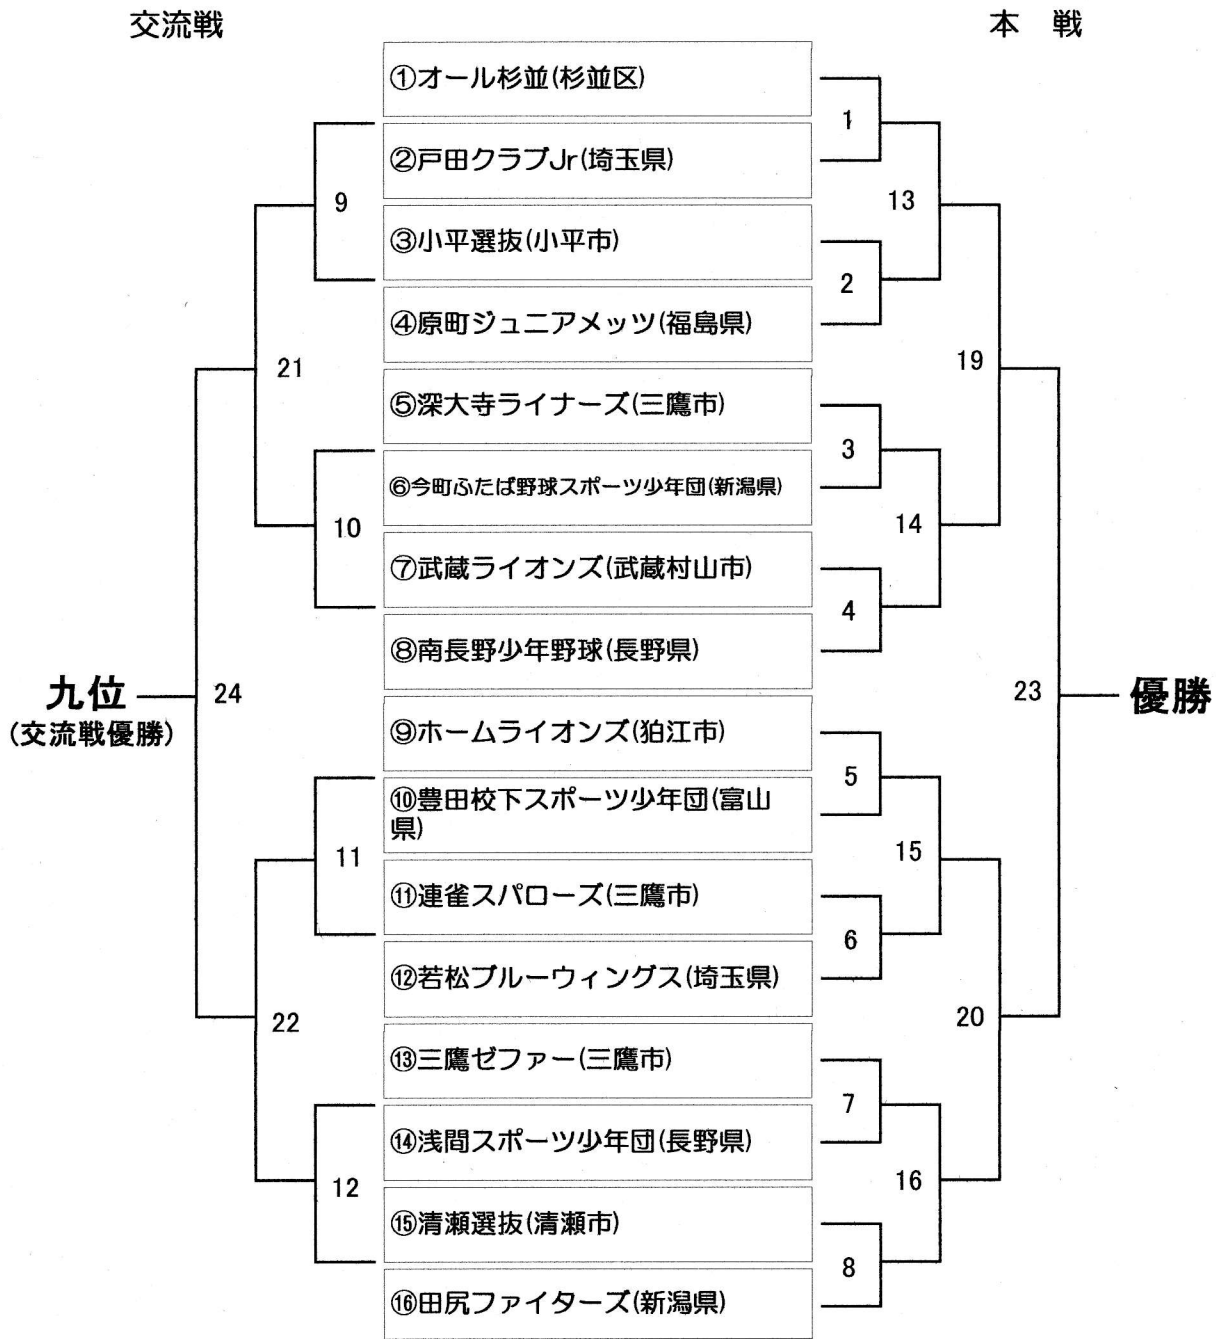 交流戦
本　戦
①オール杉並(杉並区)
②戸田クラブJr(埼玉県)
③小平選抜(小平市)
④原町ジュニアメッツ(福島県)
⑤深大寺ライナーズ(三鷹市)
⑥今町ふたば野球スポーツ少年団(新潟県)
⑦武蔵ライオンズ(武蔵村山市)
⑧南長野少年野球(長野県)
⑨ホームライオンズ(狛江市)
⑩豊田校下スポーツ少年団(富山
県)
⑪連雀スパローズ(三鷹市)
⑫若松ブルーウィングス(埼玉県)
⑬三鷹ゼファー(三鷹市)
⑭浅間スポーツ少年団(長野県)
⑮清瀬選抜(清瀬市)
⑯田尻ファイターズ(新潟県)
9
10
11
12
21
22
24
九位
(交流戦優勝)
1
2
3
4
5
6
7
8
13
14
15
16
19
20
23
優勝